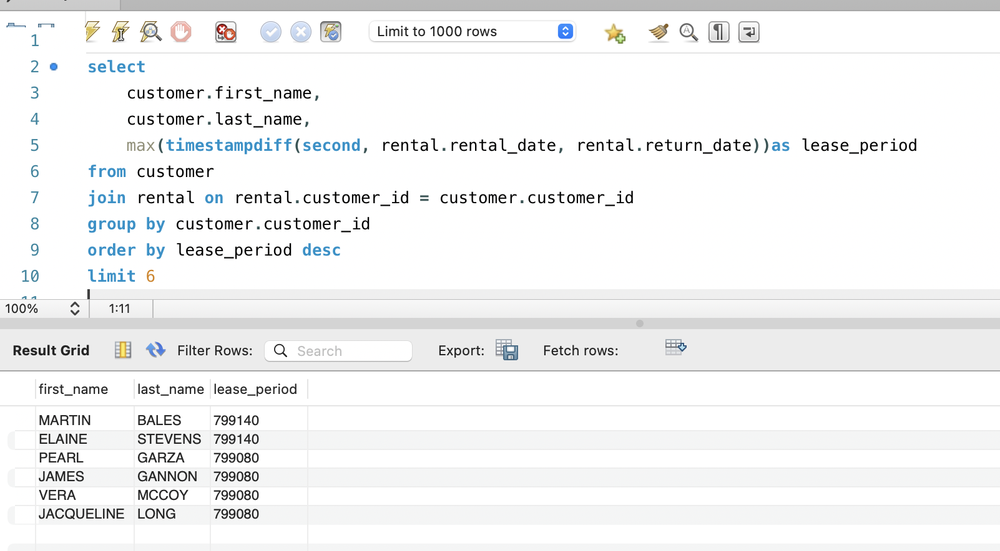 Limit to 1000 rows
1
2 select
3 customer.first_name,
4 customer.last_name,
5 max(timestampdiff(second, rental.rental_date, rental.return_date))as lease_period
6 from customer
7 join rental on rental.customer_id = customer.customer_id
8 group by customer.customer_id
9 order by lease_period desc
10 limit 6
11
100% 1:11
Result Grid Filter Rows: Search Export: Fetch rows:
first_name last_name lease_period
MARTIN BALES 799140
ELAINE STEVENS 799140
PEARL GARZA 799080
JAMES GANNON 799080
VERA MCCOY 799080
JACQUELINE LONG 799080